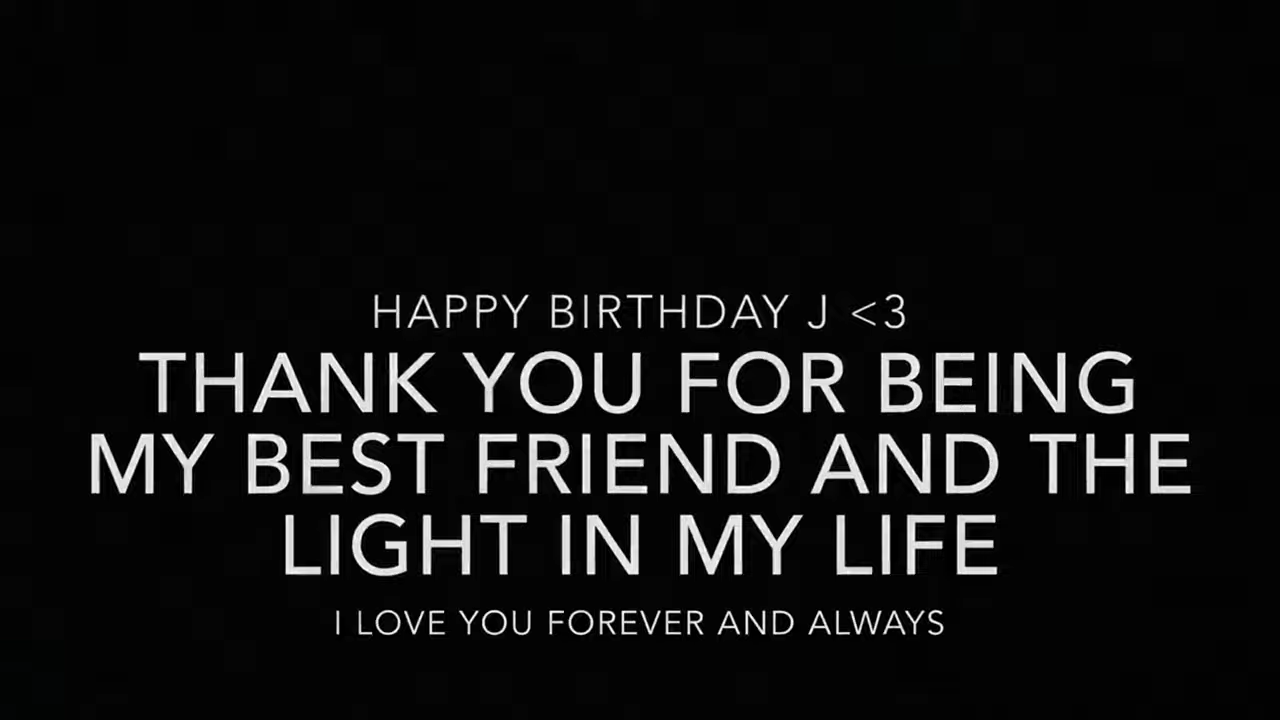 HAPPY BIRTHDAY J <3
THANK YOU FOR BEING
MY BEST FRIEND AND THE
LIGHT IN MY LIFE
I LOVE YOU FOREVER AND ALWAYS